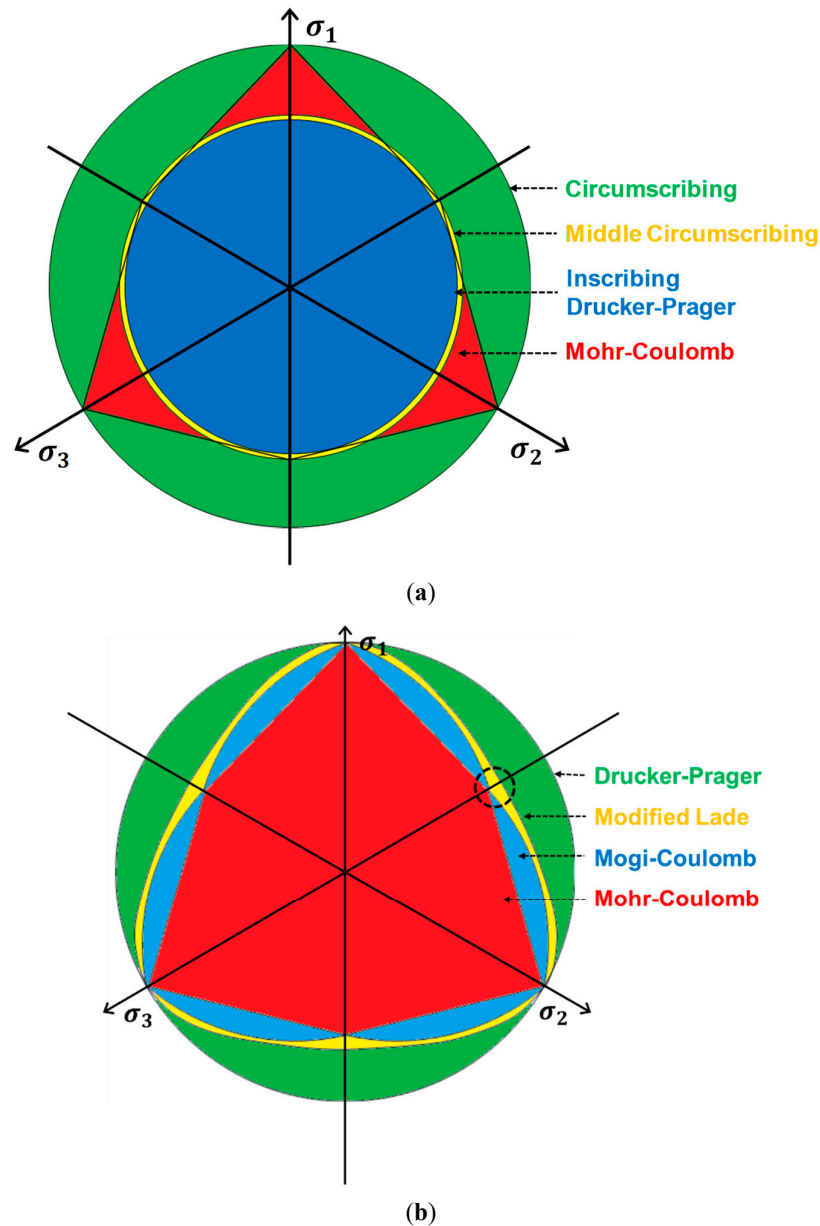 σ₁
Circumscribing
Middle Circumscribing
Inscribing
Drucker-Prager
Mohr-Coulomb
σ₃
σ₂
(a)
σ₁
Drucker-Prager
Modified Lade
Mogi-Coulomb
Mohr-Coulomb
σ₃
σ₂
(b)